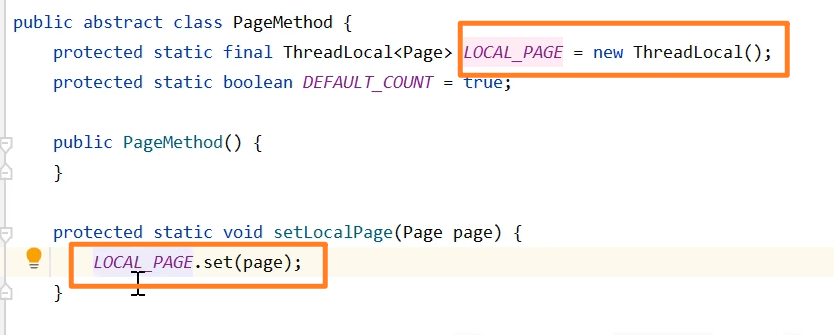 public abstract class PageMethod {
protected static final ThreadLocal<Page> LOCAL_PAGE = new ThreadLocal();
protected static boolean DEFAULT_COUNT = true;
public PageMethod() {
}
protected static void setLocalPage(Page page) {
LOCAL_PAGE.set(page);
}